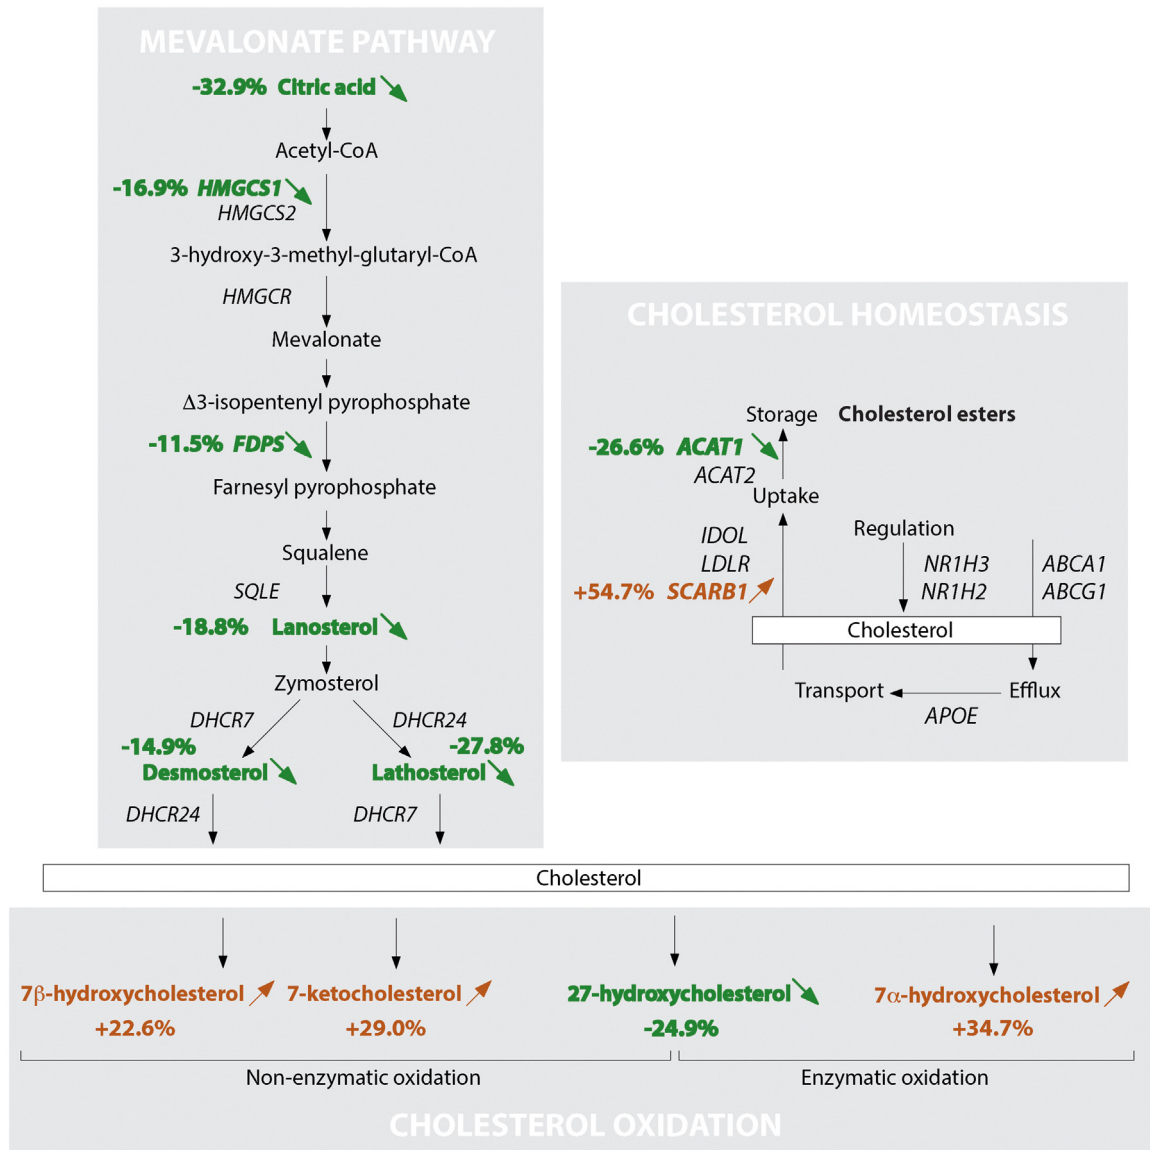 MEVALONATE PATHWAY
-32.9% Citric acid
Acetyl-CoA
-16.9% HMGCS1
HMGCS2
3-hydroxy-3-methyl-glutaryl-CoA
HMGCR
Mevalonate
Δ3-isopentenyl pyrophosphate
-11.5% FDPS
Farnesyl pyrophosphate
Squalene
SQLE
-18.8% Lanosterol
Zymosterol
DHCR7 DHCR24
-14.9% -27.8%
Desmosterol Lathosterol
DHCR24 DHCR7
CHOLESTEROL HOMEOSTASIS
Storage Cholesterol esters
-26.6% ACAT1
ACAT2
Uptake
Regulation
IDOL
LDLR NR1H3 ABCA1
+54.7% SCARB1 NR1H2 ABCG1
Cholesterol
Transport Efflux
APOE
Cholesterol
7β-hydroxycholesterol 7-ketocholesterol 27-hydroxycholesterol 7α-hydroxycholesterol
+22.6% +29.0% -24.9% +34.7%
Non-enzymatic oxidation Enzymatic oxidation
CHOLESTEROL OXIDATION